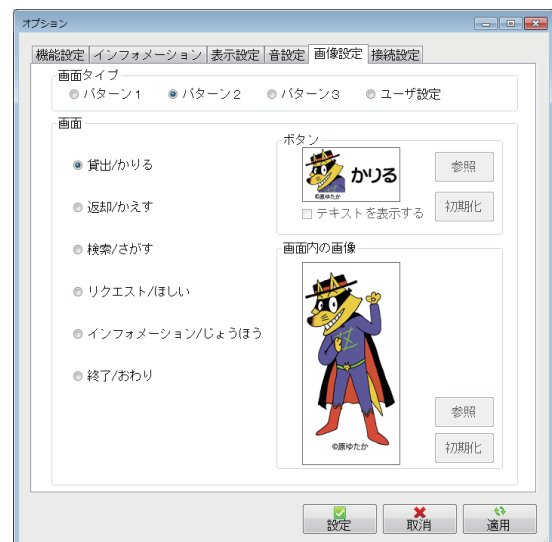 オプション
機能設定 インフォメーション 表示設定 音設定 画像設定 接続設定
画面タイプ
パターン1 パターン2 パターン3 ユーザ設定
画面
貸出/かりる
返却/かえす
検索/さがす
リクエスト/ほしい
インフォメーション/じょうほう
終了/おわり
ボタン
かりる
©原ゆたか
参照
テキストを表示する
初期化
画面内の画像
©原ゆたか
参照
初期化
設定 取消 適用